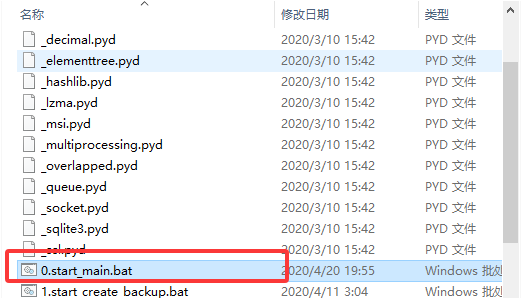 名称 修改日期 类型
_decimal.pyd 2020/3/10 15:42 PYD 文件
_elementtree.pyd 2020/3/10 15:42 PYD 文件
_hashlib.pyd 2020/3/10 15:42 PYD 文件
_lzma.pyd 2020/3/10 15:42 PYD 文件
_msi.pyd 2020/3/10 15:42 PYD 文件
_multiprocessing.pyd 2020/3/10 15:42 PYD 文件
_overlapped.pyd 2020/3/10 15:42 PYD 文件
_queue.pyd 2020/3/10 15:42 PYD 文件
_socket.pyd 2020/3/10 15:42 PYD 文件
_sqlite3.pyd 2020/3/10 15:42 PYD 文件
_ssl.pyd 2020/3/10 15:42 PYD 文件
0.start_main.bat 2020/4/20 19:55 Windows 批处
1.start_create_backup.bat 2020/4/11 3:04 Windows 批处